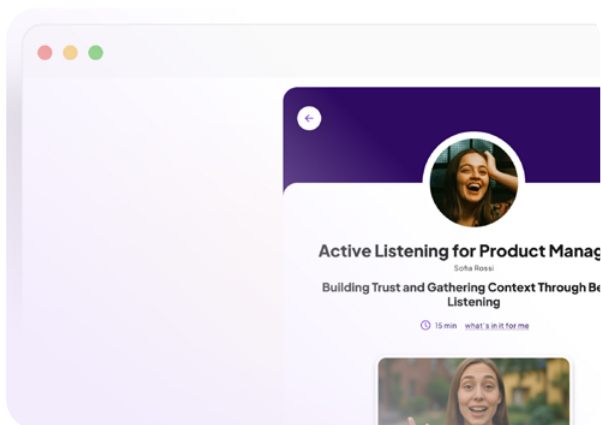 Active Listening for Product Manag
Sofia Rossi
Building Trust and Gathering Context Through Be
Listening
15 min what's in it for me